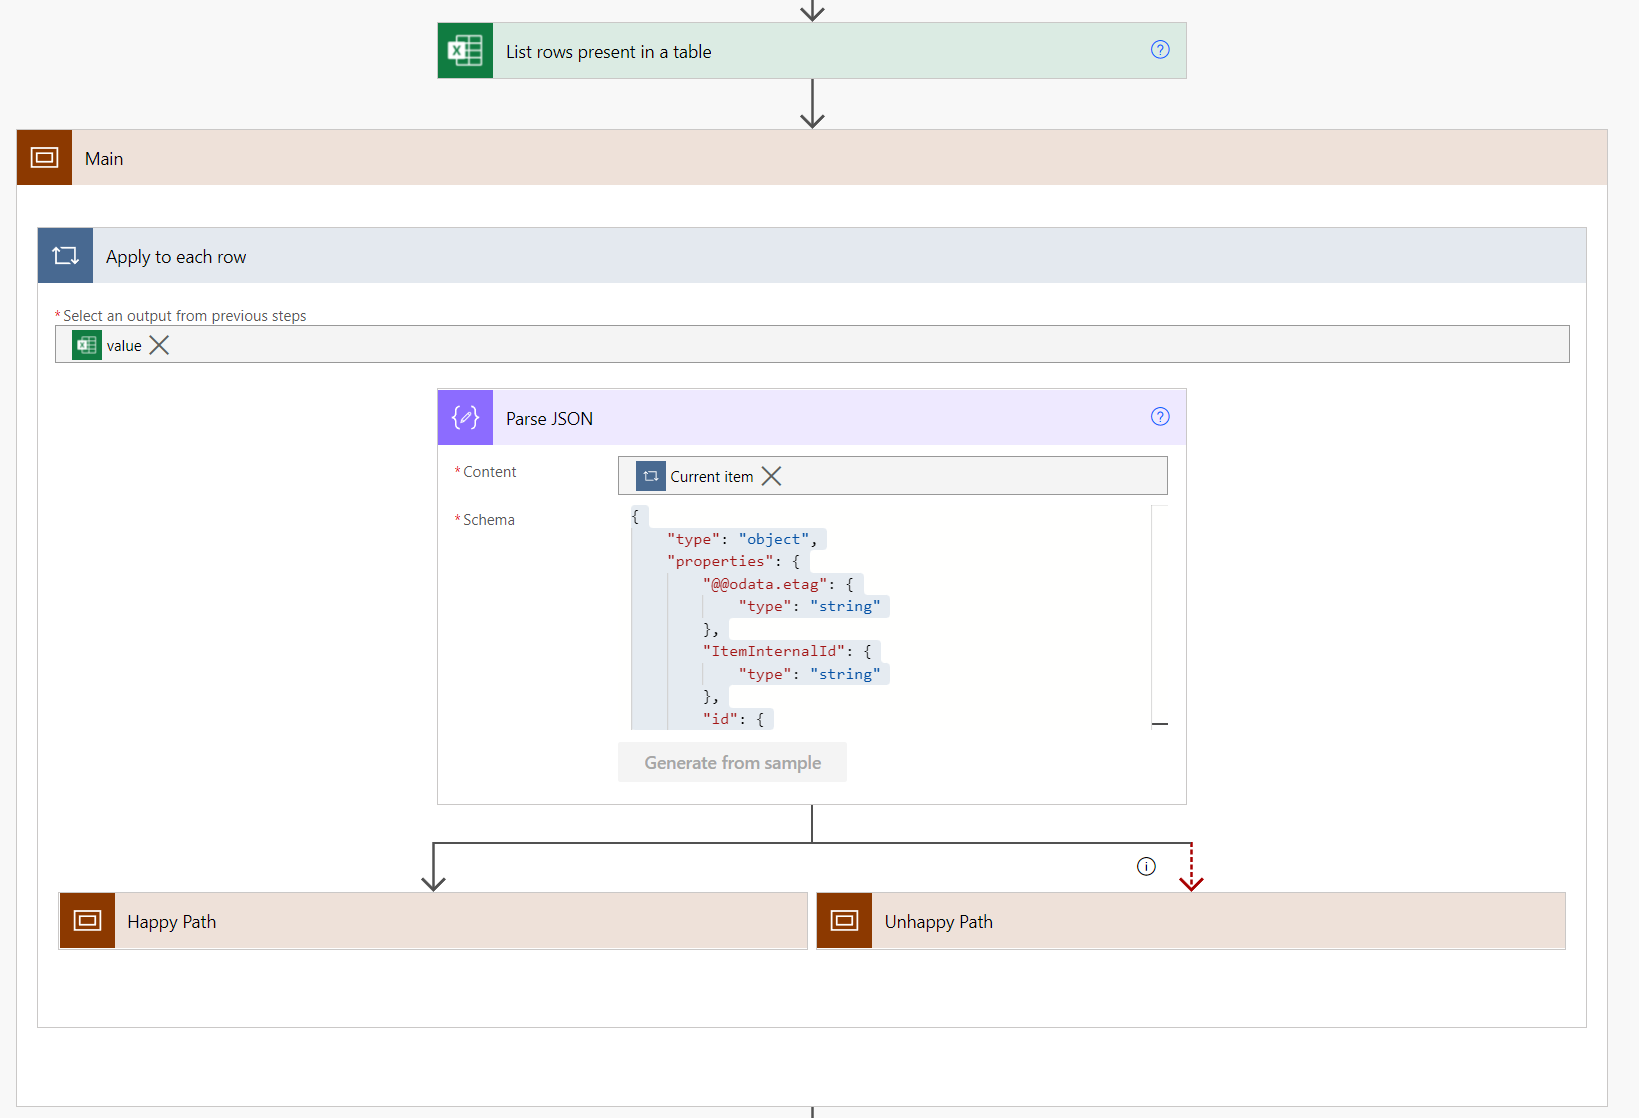 List rows present in a table
Main
Apply to each row
* Select an output from previous steps
value
Parse JSON
* Content
Current item
* Schema
{
"type": "object",
"properties": {
"@@odata.etag": {
"type": "string"
},
"ItemInternalId": {
"type": "string"
},
"id": {
Generate from sample
Happy Path
Unhappy Path